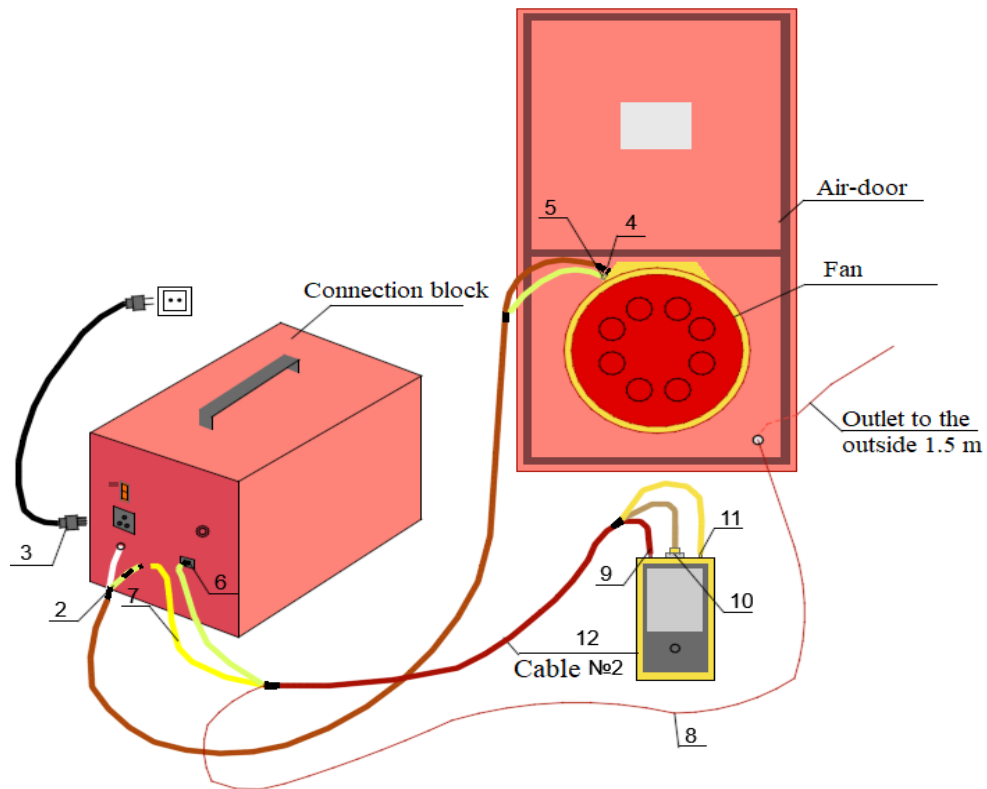 Air-door
5
4
Fan
Connection block
Outlet to the
outside 1.5 m
11
3
6
9
10
2
7
12
Cable №2
8